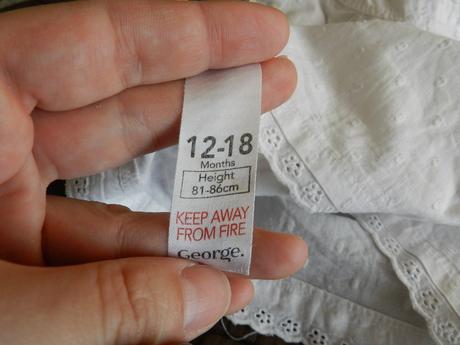 12-18
Months
Height
81-86cm
KEEP AWAY
FROM FIRE
George.